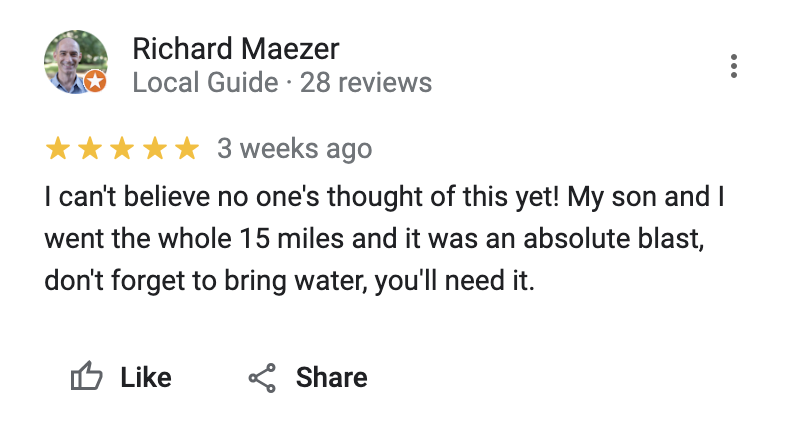 Richard Maezer
Local Guide · 28 reviews
3 weeks ago
I can't believe no one's thought of this yet! My son and I
went the whole 15 miles and it was an absolute blast,
don't forget to bring water, you'll need it.
Like Share